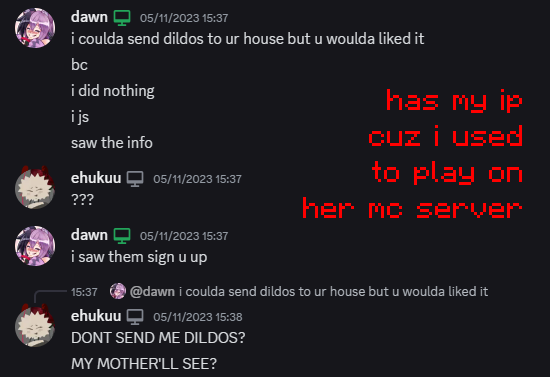 dawn 05/11/2023 15:37
i coulda send dildos to ur house but u woulda liked it
bc
i did nothing
i js
saw the info
has my ip
cuz i used
to play on
her mc server
ehukuu 05/11/2023 15:37
???
dawn 05/11/2023 15:37
i saw them sign u up
15:37 @dawn i coulda send dildos to ur house but u woulda liked it
ehukuu 05/11/2023 15:38
DONT SEND ME DILDOS?
MY MOTHER'LL SEE?